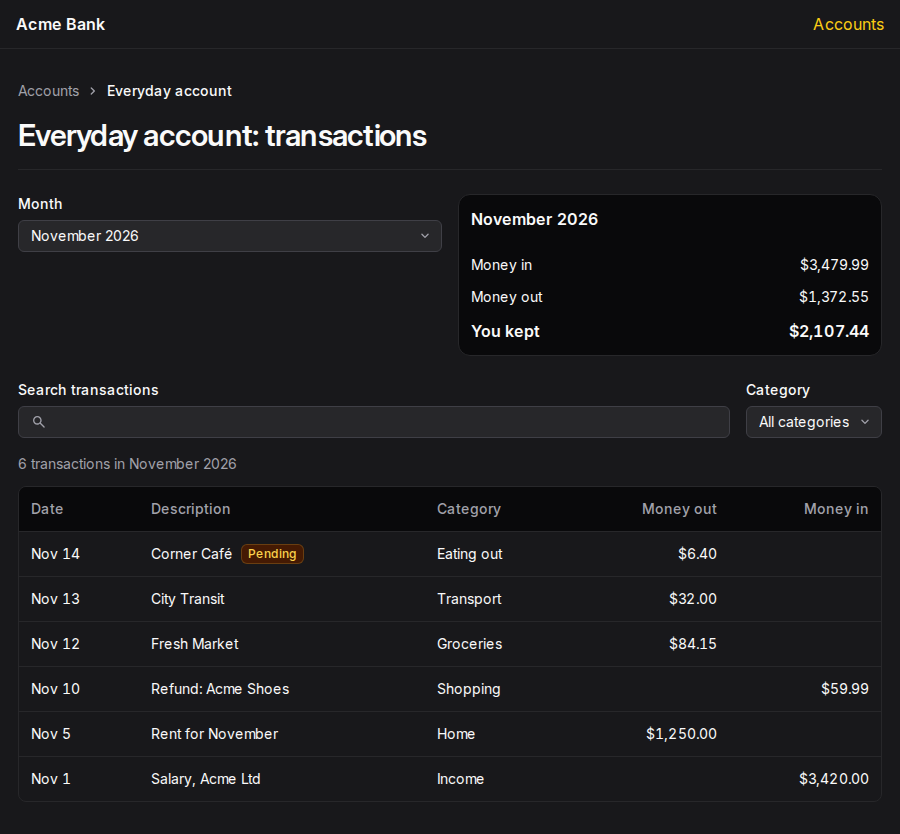 Acme Bank Accounts
Accounts Everyday account
Everyday account: transactions
Month
November 2026
November 2026
Money in $3,479.99
Money out $1,372.55
You kept $2,107.44
Search transactions Category
All categories
6 transactions in November 2026
Date Description Category Money out Money in
Nov 14 Corner Café Pending Eating out $6.40
Nov 13 City Transit Transport $32.00
Nov 12 Fresh Market Groceries $84.15
Nov 10 Refund: Acme Shoes Shopping $59.99
Nov 5 Rent for November Home $1,250.00
Nov 1 Salary, Acme Ltd Income $3,420.00